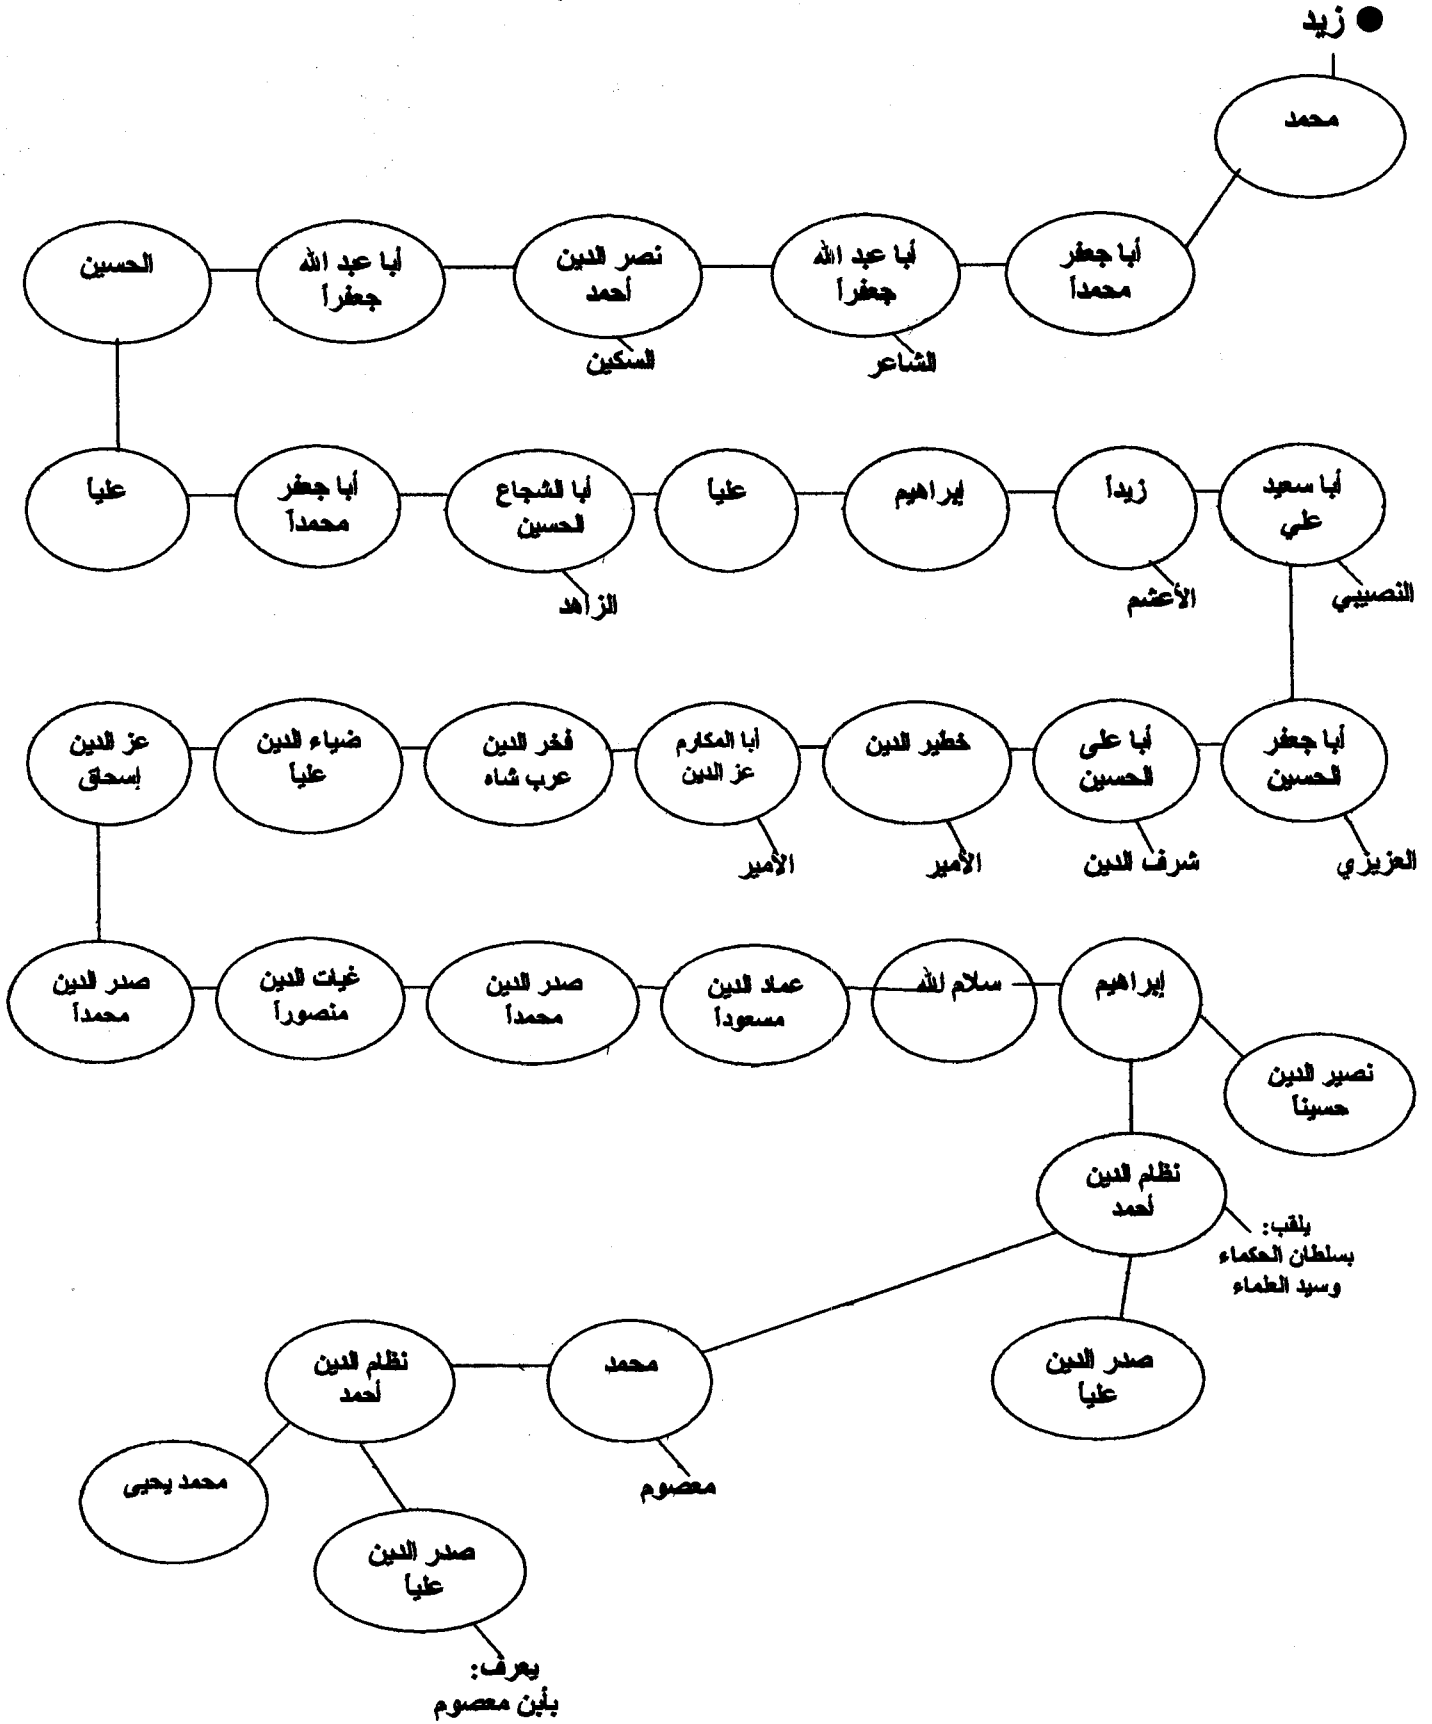 ● زيد
محمد
أبا جعفر
محمداً
أبا عبد الله
جعفراً
الشاعر
نصر الدين
أحمد
السكين
أبا عبد الله
جعفراً
الحسين
علياً
أبا جعفر
محمداً
أبا الشجاع
الحسين
الزاهد
علياً
إبراهيم
زيداً
الأعشم
أبا سعيد
علي
النصيبي
أبا جعفر
الحسين
العزيزي
أبا على
الحسين
شرف الدين
خطير الدين
الأمير
أبا المكارم
عز الدين
الأمير
فخر الدين
عرب شاه
ضياء الدين
علياً
عز الدين
إسحاق
صدر الدين
محمداً
غياث الدين
منصوراً
صدر الدين
محمداً
عماد الدين
مسعوداً
سلام الله
إبراهيم
نصير الدين
حسيناً
نظام الدين
أحمد
يلقب:
بسلطان الحكماء
وسيد العلماء
صدر الدين
علياً
محمد
معصوم
نظام الدين
أحمد
محمد يحيى
صدر الدين
علياً
يعرف:
بأبن معصوم